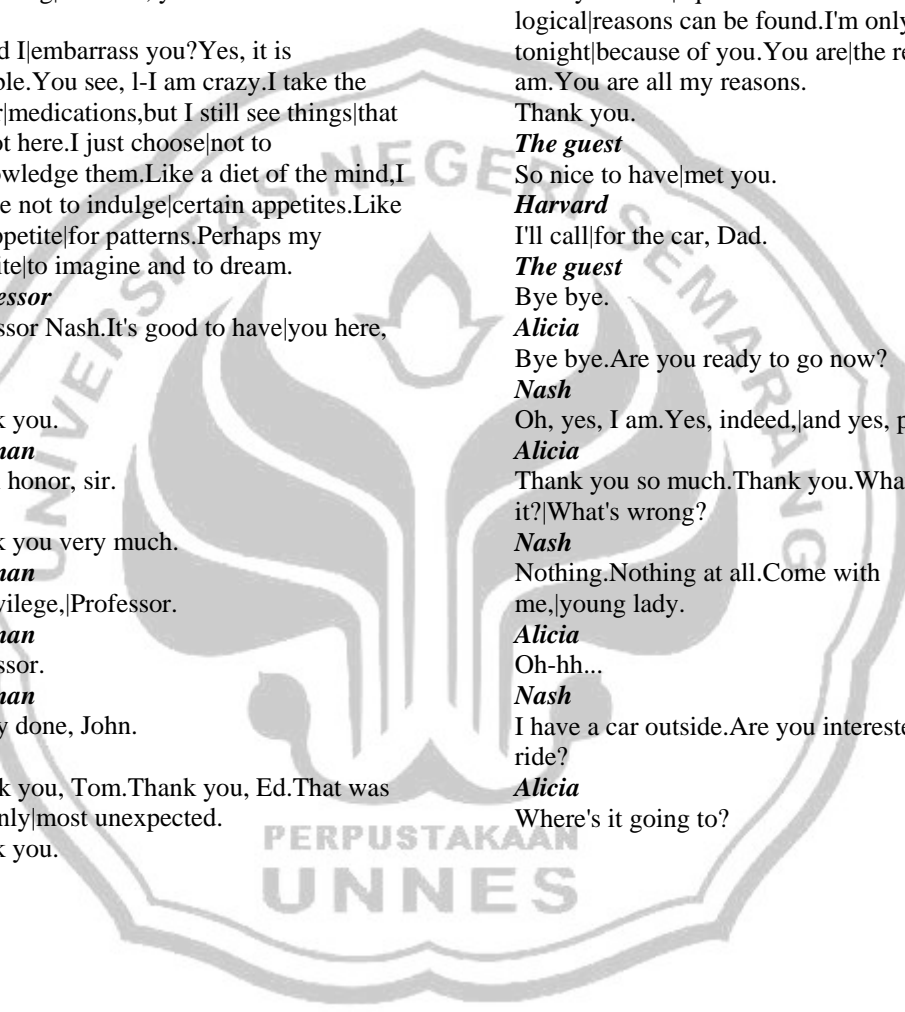 d I|embarrass you?Yes, it is
ble.You see, l-I am crazy.I take the
r|medications,but I still see things|that
ot here.I just choose|not to
owledge them.Like a diet of the mind,I
e not to indulge|certain appetites.Like
ppetite|for patterns.Perhaps my
ite|to imagine and to dream.
essor
ssor Nash.It's good to have|you here,
k you.
man
honor, sir.
k you very much.
man
vilege,|Professor.
man
ssor.
man
y done, John.
k you, Tom.Thank you, Ed.That was
nly|most unexpected.
k you.
logical|reasons can be found.I'm only
tonight|because of you.You are|the re
am.You are all my reasons.
Thank you.
The guest
So nice to have|met you.
Harvard
I'll call|for the car, Dad.
The guest
Bye bye.
Alicia
Bye bye.Are you ready to go now?
Nash
Oh, yes, I am.Yes, indeed,|and yes, p
Alicia
Thank you so much.Thank you.Wha
it?|What's wrong?
Nash
Nothing.Nothing at all.Come with
me,|young lady.
Alicia
Oh-hh...
Nash
I have a car outside.Are you intereste
ride?
Alicia
Where's it going to?
UNIVERSITAS NEGERI SEMARANG
PERPUSTAKAAN
UNNES